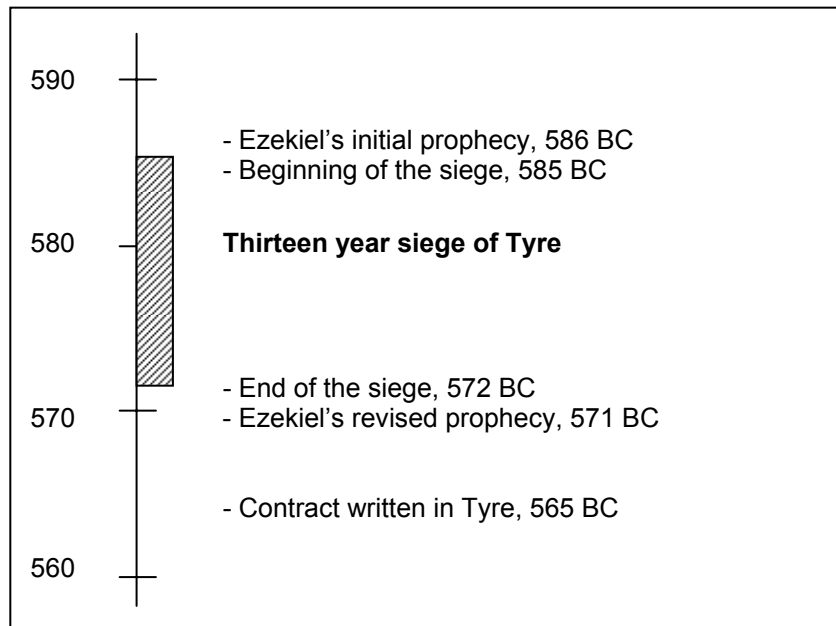 590
- Ezekiel's initial prophecy, 586 BC
- Beginning of the siege, 585 BC
580
Thirteen year siege of Tyre
- End of the siege, 572 BC
570
- Ezekiel's revised prophecy, 571 BC
- Contract written in Tyre, 565 BC
560